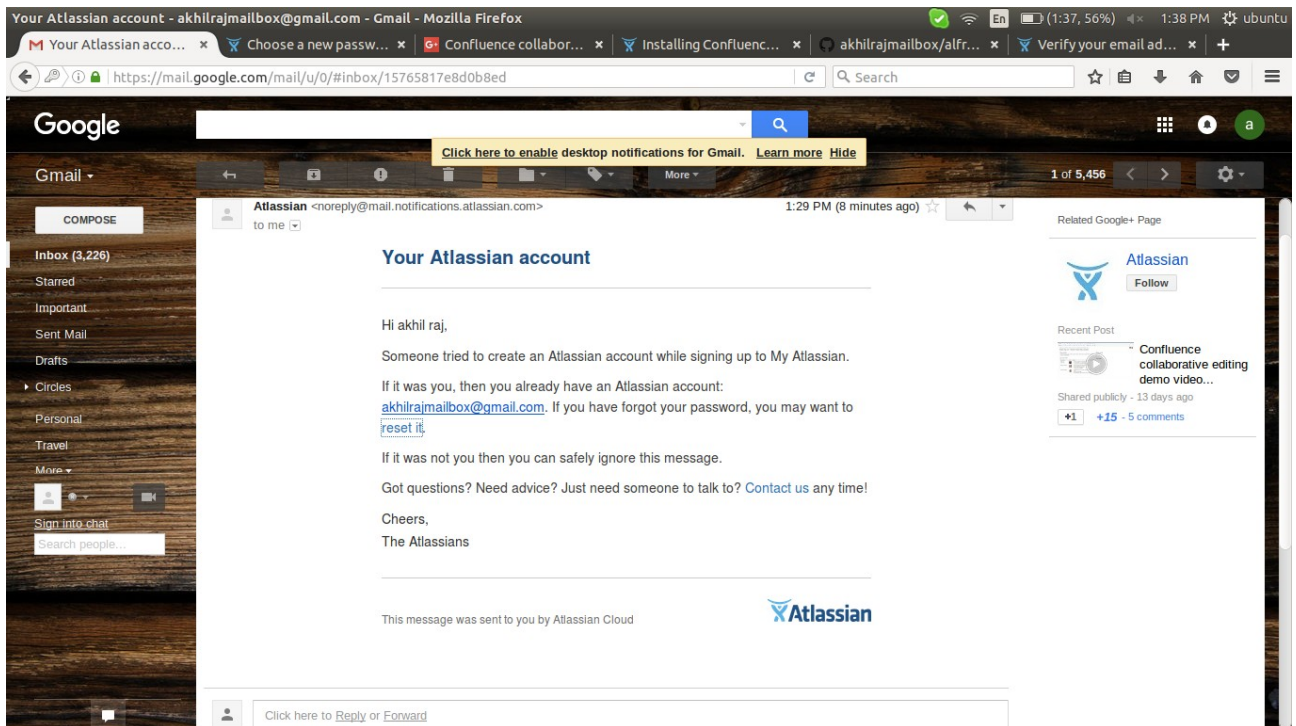 Your Atlassian account - akhilrajmailbox@gmail.com - Gmail - Mozilla Firefox
En
(1:37, 56%)
1:38 PM
ubuntu
Your Atlassian acco...
Choose a new passw...
Confluence collabor...
Installing Confluenc...
akhilrajmailbox/alfr...
Verify your email ad...
https://mail.google.com/mail/u/0/#inbox/15765817e8d0b8ed
Search
Google
a
Click here to enable desktop notifications for Gmail. Learn more Hide
Gmail
More
1 of 5,456
COMPOSE
Inbox (3,226)
Starred
Important
Sent Mail
Drafts
Circles
Personal
Travel
More
Sign into chat
Search people...
Atlassian <noreply@mail.notifications.atlassian.com>
1:29 PM (8 minutes ago)
to me
Your Atlassian account
Hi akhil raj,
Someone tried to create an Atlassian account while signing up to My Atlassian.
If it was you, then you already have an Atlassian account:
akhilrajmailbox@gmail.com. If you have forgot your password, you may want to
reset it.
If it was not you then you can safely ignore this message.
Got questions? Need advice? Just need someone to talk to? Contact us any time!
Cheers,
The Atlassians
This message was sent to you by Atlassian Cloud
Atlassian
Click here to Reply or Forward
Related Google+ Page
Atlassian
Follow
Recent Post
Confluence
collaborative editing
demo video...
Shared publicly - 13 days ago
+1
+15 - 5 comments